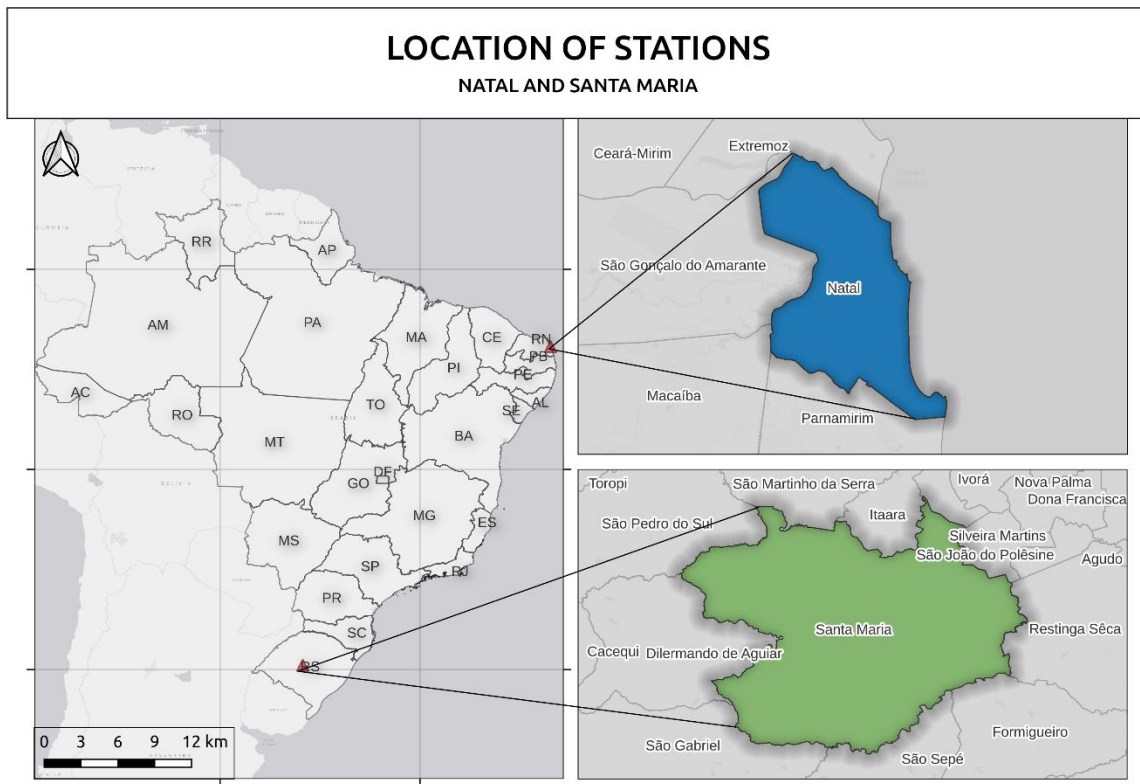 LOCATION OF STATIONS
NATAL AND SANTA MARIA
RR
AP
AM
PA
MA
CE
RN
PB
PI
PE
AC
TO
AL
SE
RO
MT
BA
DF
GO
MG
ES
MS
SP
RJ
PR
SC
RS
BOLIVIA
0 3 6 9 12 km
Extremoz
Ceará-Mirim
São Gonçalo do Amarante
Natal
Macaíba
Parnamirim
Toropi
São Martinho da Serra
Ivorá
Nova Palma
Dona Francisca
São Pedro do Sul
Itaara
Silveira Martins
São João do Polêsine
Agudo
Santa Maria
Restinga Sêca
Cacequi
Dilermando de Aguiar
São Gabriel
São Sepé
Formigueiro